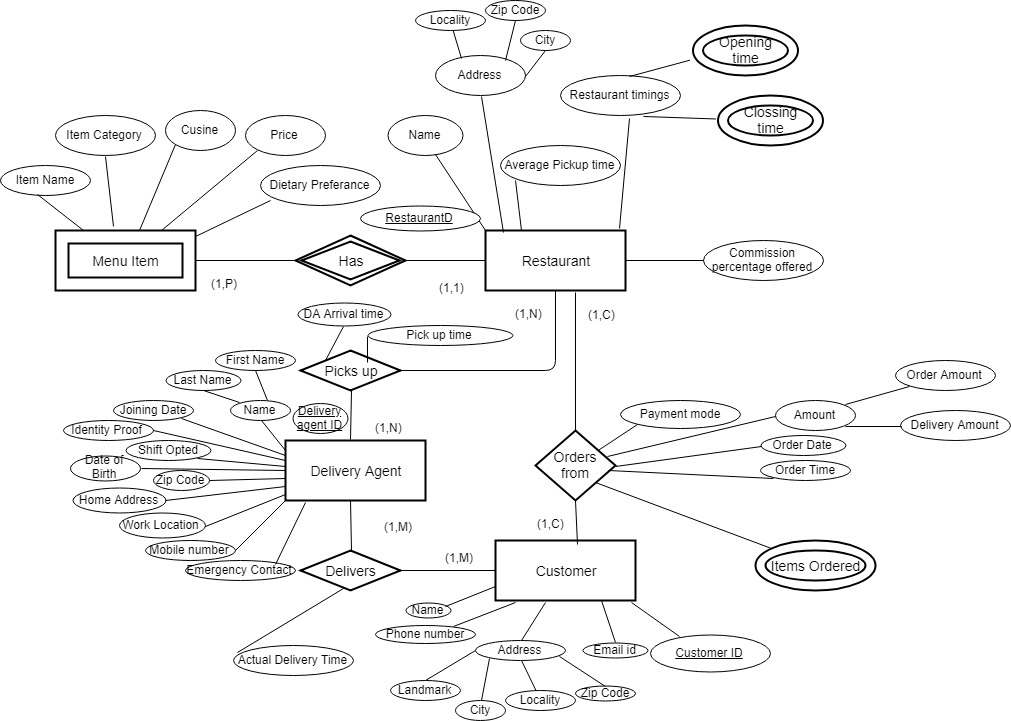 Zip Code
Locality
City
Opening
time
Address
Restaurant timings
Clossing
time
Item Category
Cusine
Price
Name
Item Name
Dietary Preferance
Average Pickup time
RestaurantD
Menu Item
Has
Restaurant
Commission
percentage offered
(1,P)
(1,1)
DA Arrival time
(1,N)
(1,C)
Pick up time
First Name
Picks up
Last Name
Order Amount
Joining Date
Name
Delivery
agent ID
Payment mode
Amount
Delivery Amount
Identity Proof
(1,N)
Shift Opted
Order Date
Date of
Birth
Delivery Agent
Orders
from
Order Time
Zip Code
Home Address
Work Location
(1,M)
(1,C)
Mobile number
(1,M)
Emergency Contact
Delivers
Customer
Items Ordered
Name
Phone number
Address
Email id
Customer ID
Actual Delivery Time
Landmark
City
Locality
Zip Code